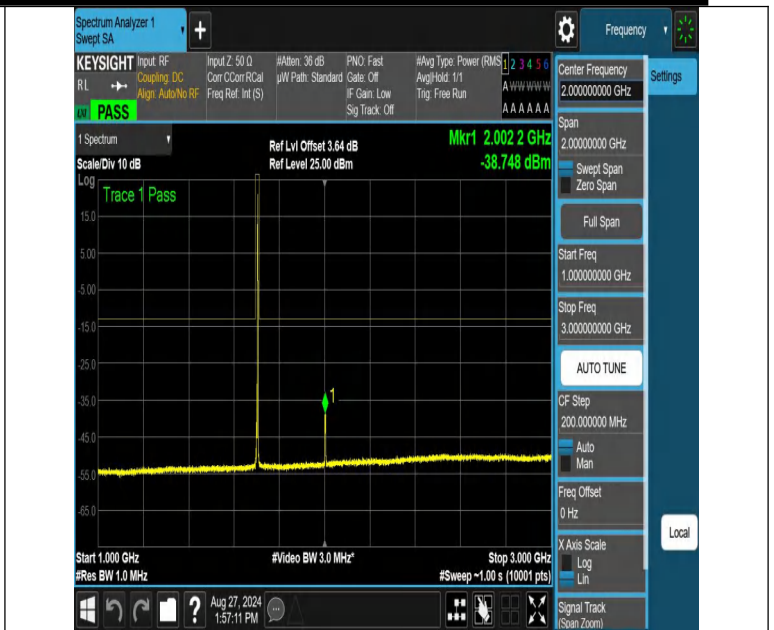 Spectrum Analyzer 1
Swept SA
+
Frequency
KEYSIGHT
RL
PASS
Input: RF
Coupling: DC
Align: Auto/No RF
Input Z: 50 Ω
Corr CCorr RCal
Freq Ref: Int (S)
#Atten: 36 dB
µW Path: Standard
PNO: Fast
Gate: Off
IF Gain: Low
Sig Track: Off
#Avg Type: Power (RMS
Avg|Hold: 1/1
Trig: Free Run
1 2 3 4 5 6
A W W W W W
A A A A A A
Center Frequency
2.000000000 GHz
Settings
1 Spectrum
Scale/Div 10 dB
Ref Lvl Offset 3.64 dB
Ref Level 25.00 dBm
Mkr1 2.002 2 GHz
-38.748 dBm
Log
Trace 1 Pass
15.0
5.00
-5.00
-15.0
-25.0
-35.0
-45.0
-55.0
-65.0
1
Start 1.000 GHz
#Res BW 1.0 MHz
#Video BW 3.0 MHz*
Stop 3.000 GHz
#Sweep ~1.00 s (10001 pts)
Span
2.00000000 GHz
Swept Span
Zero Span
Full Span
Start Freq
1.000000000 GHz
Stop Freq
3.000000000 GHz
AUTO TUNE
CF Step
200.000000 MHz
Auto
Man
Freq Offset
0 Hz
X Axis Scale
Log
Lin
Local
Signal Track
(Span Zoom)
?
Aug 27, 2024
1:57:11 PM